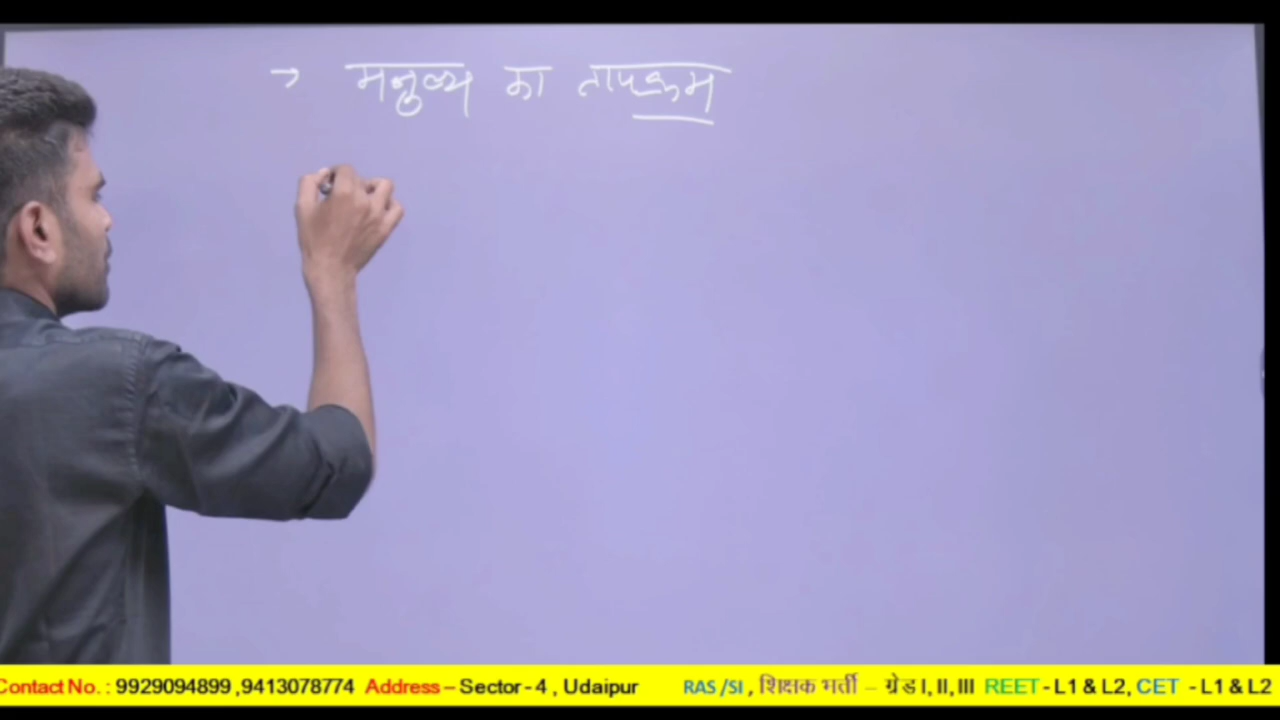 → मनुष्य का तापक्रम
Contact No. : 9929094899 ,9413078774 Address – Sector - 4 , Udaipur RAS /SI , शिक्षक भर्ती – ग्रेड I, II, III REET - L1 & L2, CET - L1 & L2